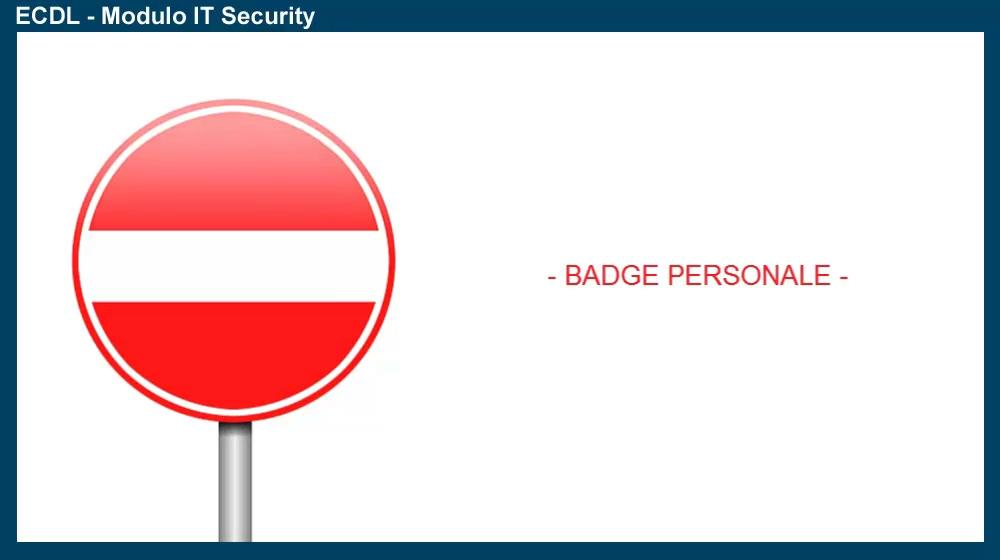 ECDL - Modulo IT Security
- BADGE PERSONALE -